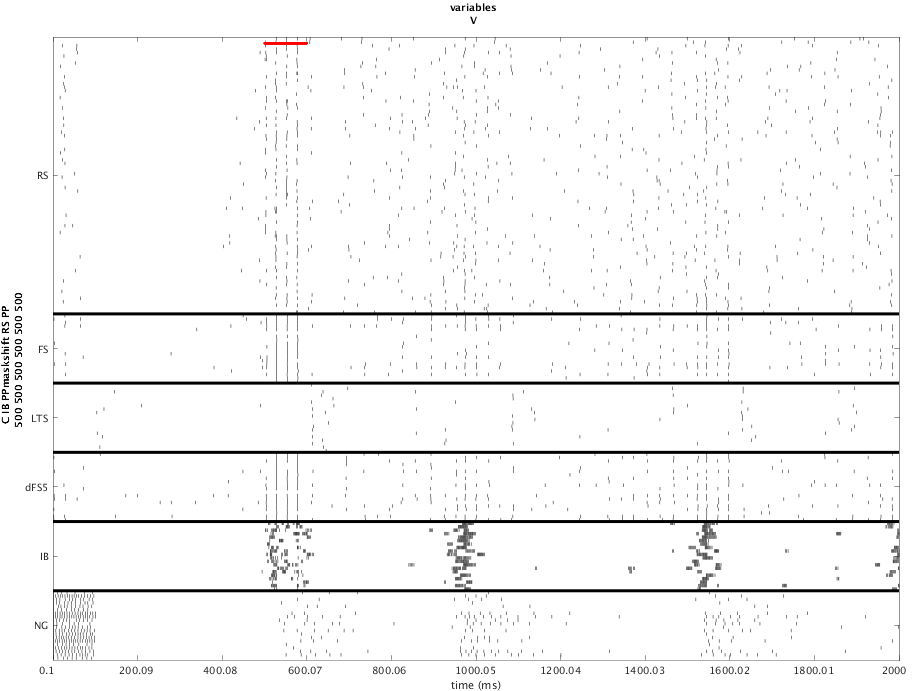 variables
V
RS
FS
LTS
dFS5
IB
NG
C IB PPmaskshift RS PP
500 500 500 500 500 500 500
0.1 200.09 400.08 600.07 800.06 1000.05 1200.04 1400.03 1600.02 1800.01 2000
time (ms)